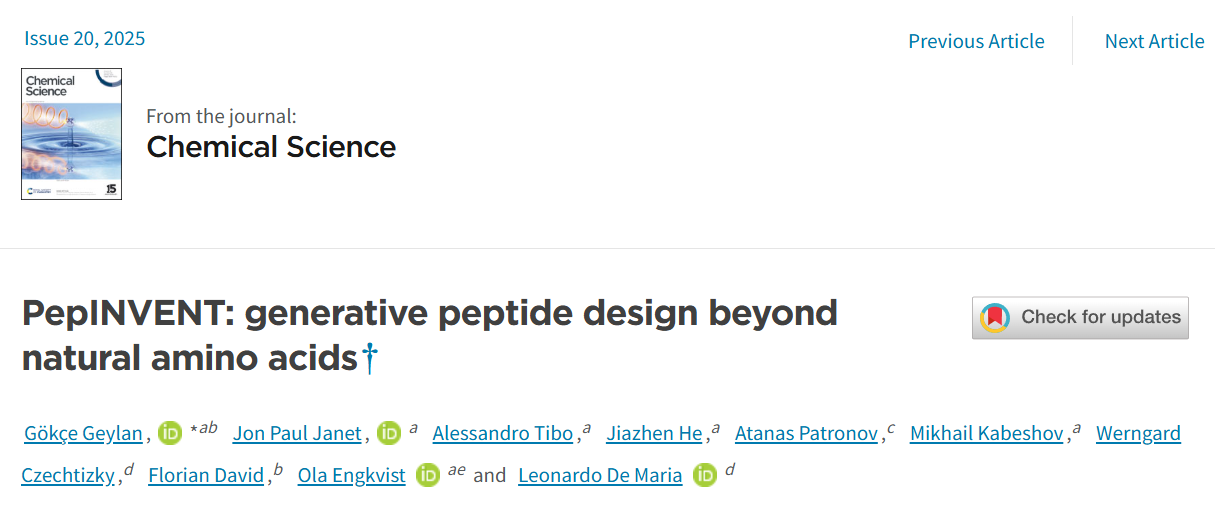 Issue 20, 2025
Previous Article
Next Article
Chemical
Science
15
From the journal:
Chemical Science
PepINVENT: generative peptide design beyond
natural amino acids†
Check for updates
Gökçe Geylan, iD *ab Jon Paul Janet, iD a Alessandro Tibo,a Jiazhen He,a Atanas Patronov,c Mikhail Kabeshov,a Werngard
Czechtizky,d Florian David,b Ola Engkvist iD ae and Leonardo De Maria iD d